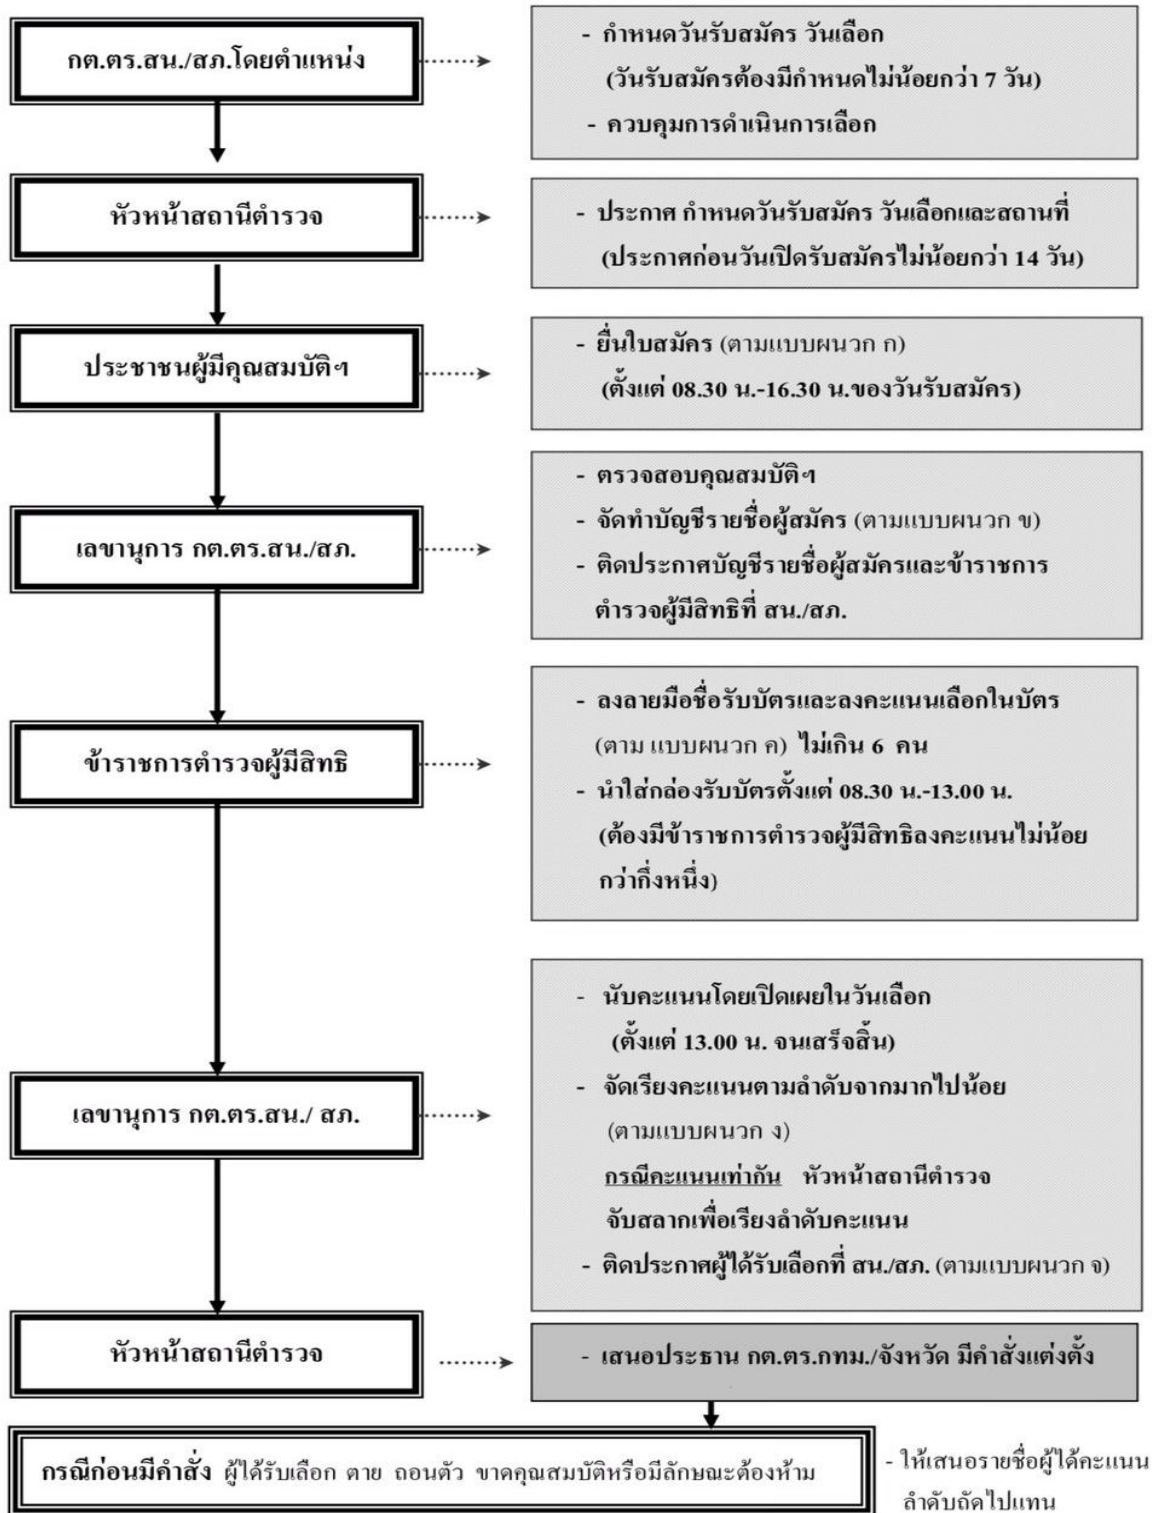 กต.ตร.สน./สภ.โดยตำแหน่ง
- กำหนดวันรับสมัคร วันเลือก
(วันรับสมัครต้องมีกำหนดไม่น้อยกว่า 7 วัน)
- ควบคุมการดำเนินการเลือก
หัวหน้าสถานีตำรวจ
- ประกาศ กำหนดวันรับสมัคร วันเลือกและสถานที่
(ประกาศก่อนวันเปิดรับสมัครไม่น้อยกว่า 14 วัน)
ประชาชนผู้มีคุณสมบัติฯ
- ยื่นใบสมัคร (ตามแบบผนวก ก)
(ตั้งแต่ 08.30 น.-16.30 น.ของวันรับสมัคร)
เลขานุการ กต.ตร.สน./สภ.
- ตรวจสอบคุณสมบัติฯ
- จัดทำบัญชีรายชื่อผู้สมัคร (ตามแบบผนวก ข)
- ติดประกาศบัญชีรายชื่อผู้สมัครและข้าราชการ
ตำรวจผู้มีสิทธิที่ สน./สภ.
ข้าราชการตำรวจผู้มีสิทธิ
- ลงลายมือชื่อรับบัตรและลงคะแนนเลือกในบัตร
(ตาม แบบผนวก ค) ไม่เกิน 6 คน
- นำใส่กล่องรับบัตรตั้งแต่ 08.30 น.-13.00 น.
(ต้องมีข้าราชการตำรวจผู้มีสิทธิลงคะแนนไม่น้อย
กว่ากึ่งหนึ่ง)
เลขานุการ กต.ตร.สน./ สภ.
- นับคะแนนโดยเปิดเผยในวันเลือก
(ตั้งแต่ 13.00 น. จนเสร็จสิ้น)
- จัดเรียงคะแนนตามลำดับจากมากไปน้อย
(ตามแบบผนวก ง)
กรณีคะแนนเท่ากัน หัวหน้าสถานีตำรวจ
จับสลากเพื่อเรียงลำดับคะแนน
- ติดประกาศผู้ได้รับเลือกที่ สน./สภ. (ตามแบบผนวก จ)
หัวหน้าสถานีตำรวจ
- เสนอประธาน กต.ตร.กทม./จังหวัด มีคำสั่งแต่งตั้ง
กรณีก่อนมีคำสั่ง ผู้ได้รับเลือก ตาย ถอนตัว ขาดคุณสมบัติหรือมีลักษณะต้องห้าม
- ให้เสนอรายชื่อผู้ได้คะแนน
ลำดับถัดไปแทน